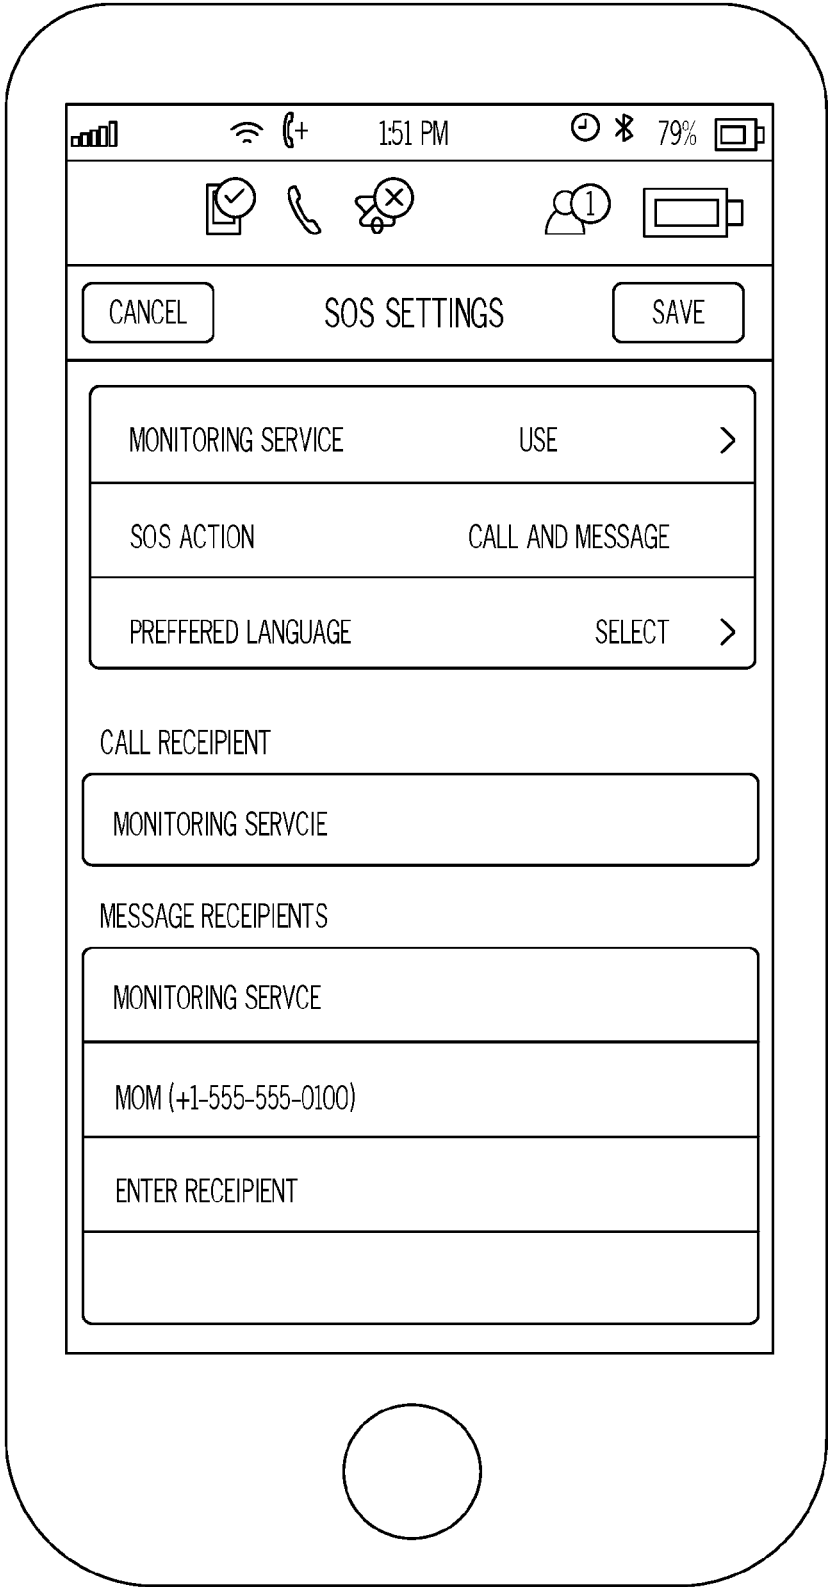 1:51 PM 79%
1
CANCEL SOS SETTINGS SAVE
MONITORING SERVICE USE
SOS ACTION CALL AND MESSAGE
PREFFERED LANGUAGE SELECT
CALL RECEIPIENT
MONITORING SERVCIE
MESSAGE RECEIPIENTS
MONITORING SERVCE
MOM (+1-555-555-0100)
ENTER RECEIPIENT